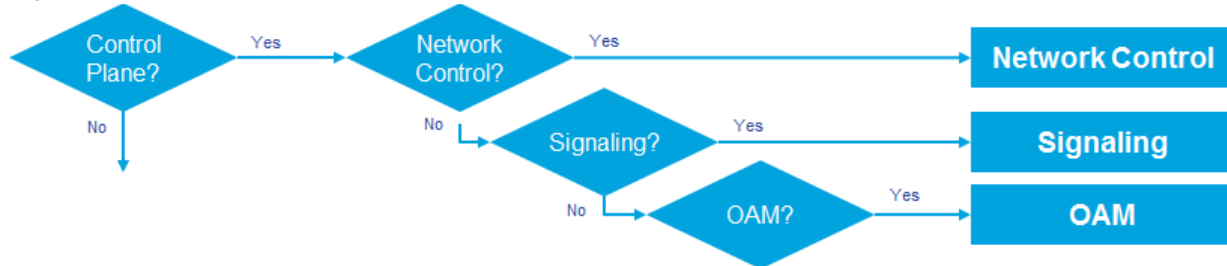 Control
Plane?
Yes
Network
Control?
Yes
Network Control
No
No
Signaling?
Yes
Signaling
No
OAM?
Yes
OAM